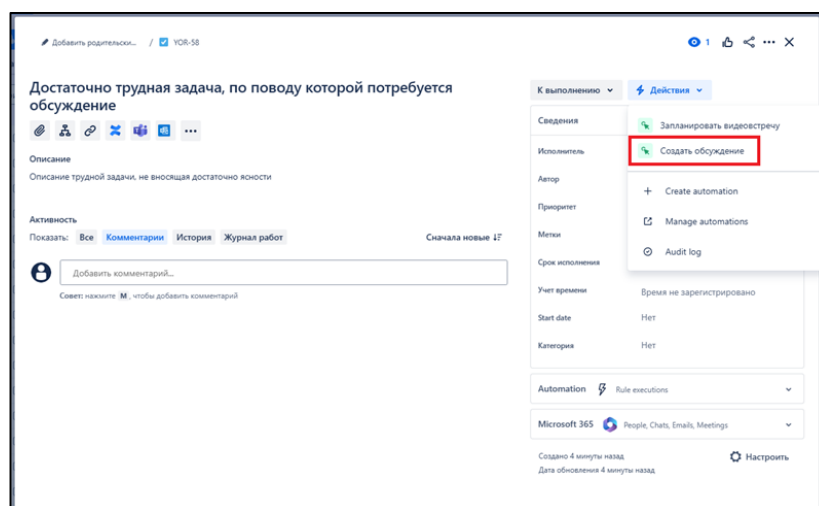 Добавить родительски... / YOR-58
1
Достаточно трудная задача, по поводу которой потребуется
обсуждение
Описание
Описание трудной задачи, не вносящая достаточно ясности
Активность
Показать: Все Комментарии История Журнал работ Сначала новые
Добавить комментарий...
Совет: нажмите M, чтобы добавить комментарий
К выполнению Действия
Сведения
Запланировать видеовстречу
Исполнитель
Создать обсуждение
Автор
Create automation
Приоритет
Manage automations
Метки
Audit log
Срок исполнения
Учет времени Время не зарегистрировано
Start date Нет
Категория Нет
Automation Rule executions
Microsoft 365 People, Chats, Emails, Meetings
Создано 4 минуты назад Настроить
Дата обновления 4 минуты назад